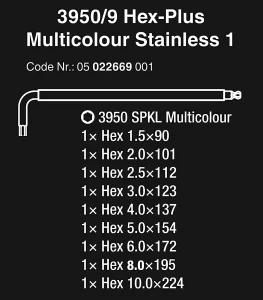 3950/9 Hex-Plus
Multicolour Stainless 1
Code Nr.: 05 022669 001
3950 SPKL Multicolour
1× Hex 1.5×90
1× Hex 2.0×101
1× Hex 2.5×112
1× Hex 3.0×123
1× Hex 4.0×137
1× Hex 5.0×154
1× Hex 6.0×172
1× Hex 8.0×195
1× Hex 10.0×224